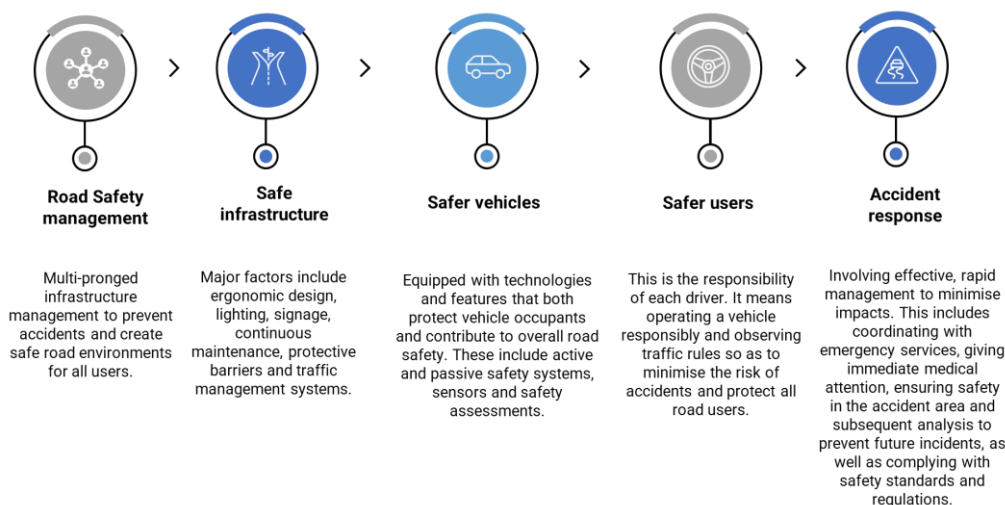 Road Safety
management
Multi-pronged
infrastructure
management to prevent
accidents and create
safe road environments
for all users.
Safe
infrastructure
Major factors include
ergonomic design,
lighting, signage,
continuous
maintenance, protective
barriers and traffic
management systems.
Safer vehicles
Equipped with technologies
and features that both
protect vehicle occupants
and contribute to overall road
safety. These include active
and passive safety systems,
sensors and safety
assessments.
Safer users
This is the responsibility
of each driver. It means
operating a vehicle
responsibly and observing
traffic rules so as to
minimise the risk of
accidents and protect all
road users.
Accident
response
Involving effective, rapid
management to minimise
impacts. This includes
coordinating with
emergency services, giving
immediate medical
attention, ensuring safety
in the accident area and
subsequent analysis to
prevent future incidents, as
well as complying with
safety standards and
regulations.